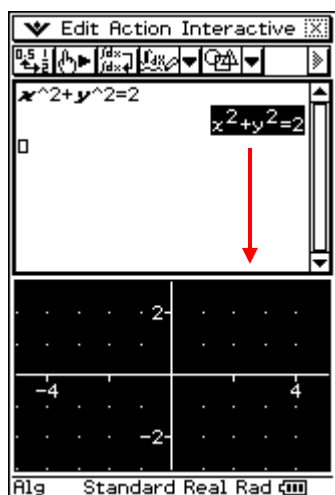 Edit Action Interactive
x^2+y^2=2
x²+y²=2
2
-4 4
-2
Alg Standard Real Rad